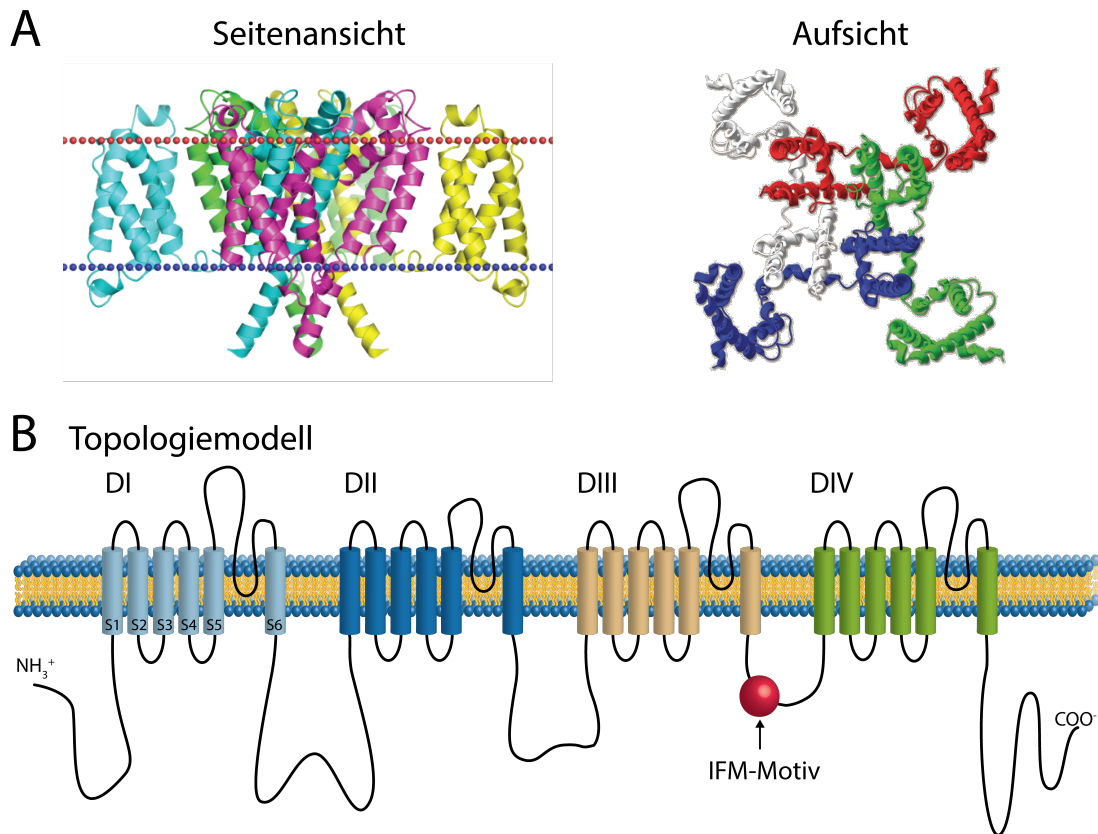 A
Seitenansicht
Aufsicht
B
Topologiemodell
DI
DII
DIII
DIV
S1 S2 S3 S4 S5 S6
NH₃⁺
COO⁻
IFM-Motiv